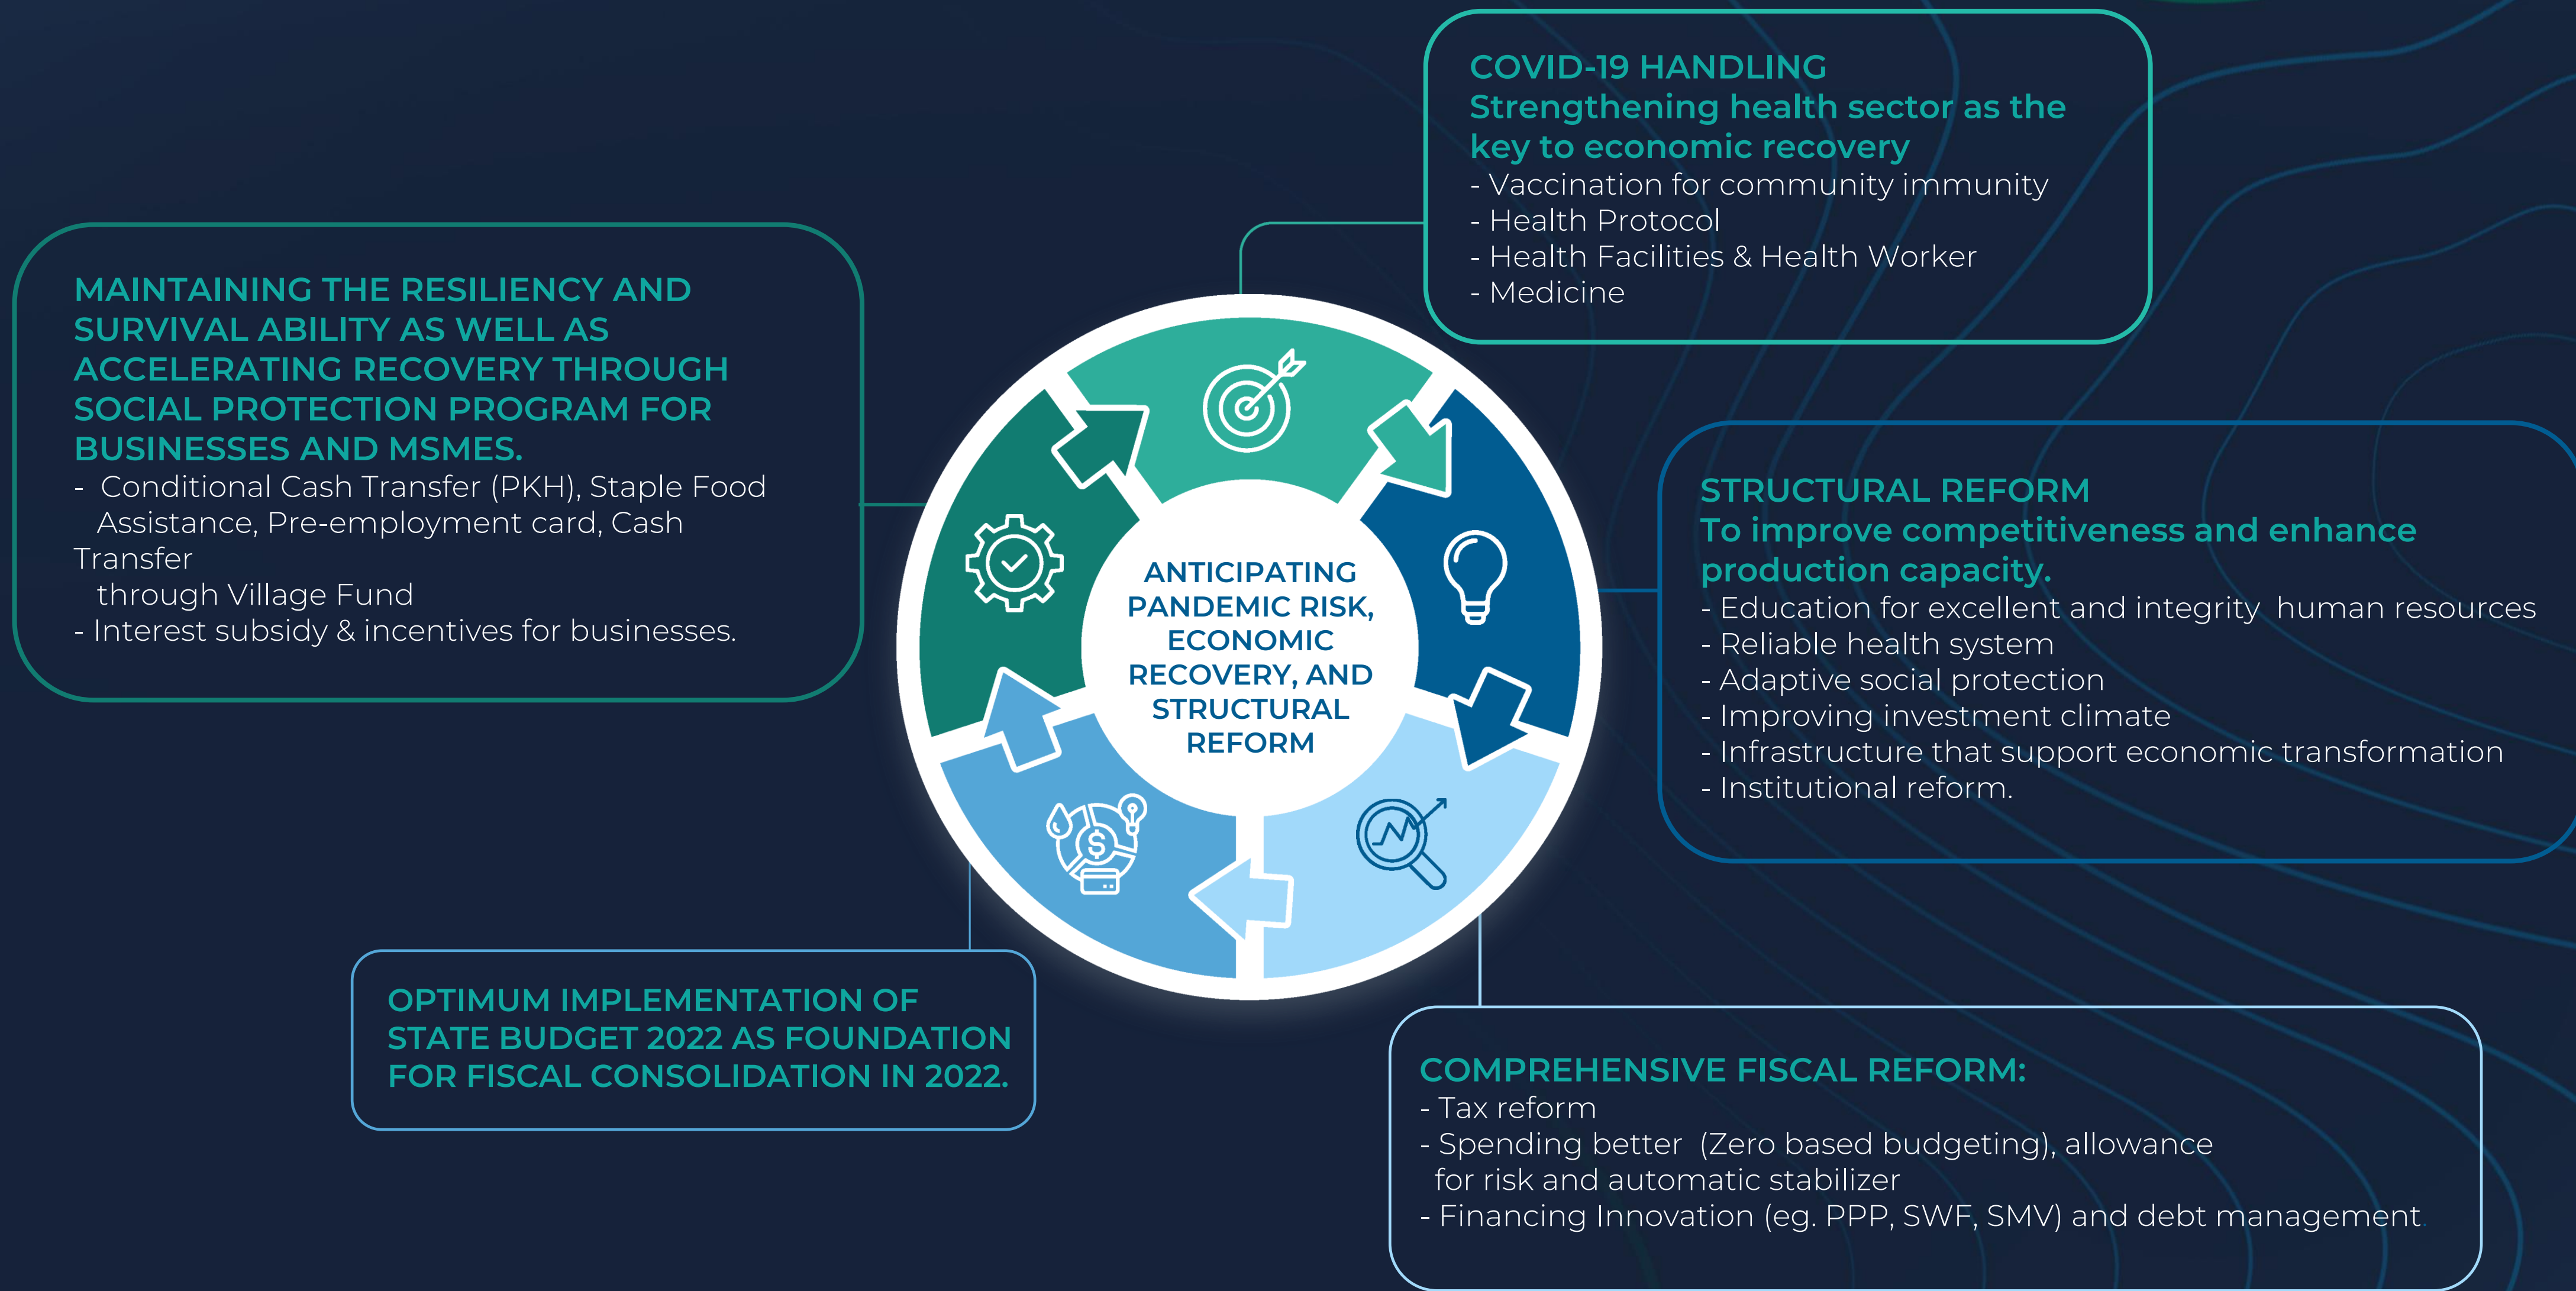 COVID-19 HANDLING
Strengthening health sector as the
key to economic recovery
- Vaccination for community immunity
- Health Protocol
- Health Facilities & Health Worker
- Medicine
MAINTAINING THE RESILIENCY AND
SURVIVAL ABILITY AS WELL AS
ACCELERATING RECOVERY THROUGH
SOCIAL PROTECTION PROGRAM FOR
BUSINESSES AND MSMES.
- Conditional Cash Transfer (PKH), Staple Food
Assistance, Pre-employment card, Cash
Transfer
through Village Fund
- Interest subsidy & incentives for businesses.
ANTICIPATING
PANDEMIC RISK,
ECONOMIC
RECOVERY, AND
STRUCTURAL
REFORM
STRUCTURAL REFORM
To improve competitiveness and enhance
production capacity.
- Education for excellent and integrity human resources
- Reliable health system
- Adaptive social protection
- Improving investment climate
- Infrastructure that support economic transformation
- Institutional reform.
$
OPTIMUM IMPLEMENTATION OF
STATE BUDGET 2022 AS FOUNDATION
FOR FISCAL CONSOLIDATION IN 2022.
COMPREHENSIVE FISCAL REFORM:
- Tax reform
- Spending better (Zero based budgeting), allowance
for risk and automatic stabilizer
- Financing Innovation (eg. PPP, SWF, SMV) and debt management.